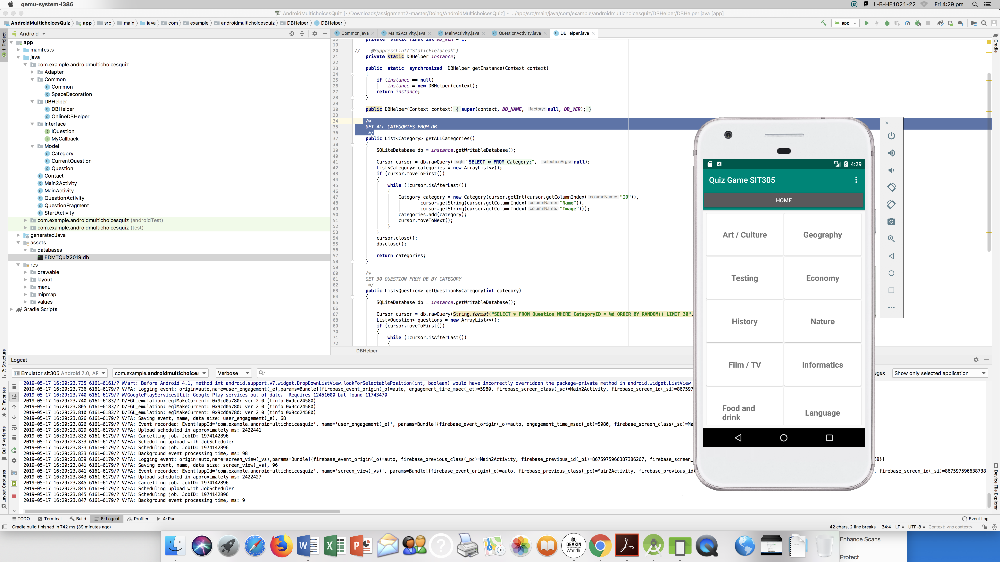 qemu-system-i386
L-B-HE1021-22
Fri 4:29 pm
AndroidMultichoicesQuiz [~/Downloads/assignment2-master/Doing/AndroidMultichoicesQuiz] - .../app/src/main/java/com/example/androidmultichoicesquiz/DBHelper/DBHelper.java [app]
AndroidMultichoicesQuiz app src main java com example androidmultichoicesquiz DBHelper DBHelper
app
Android
Common.java Main2Activity.java MainActivity.java QuestionActivity.java DBHelper.java
1: Project
app
manifests
java
com.example.androidmultichoicesquiz
Adapter
Common
Common
SpaceDecoration
DBHelper
DBHelper
OnlineDBHelper
Interface
IQuestion
MyCallback
Model
Category
CurrentQuestion
Question
Contact
Main2Activity
MainActivity
QuestionActivity
QuestionFragment
StartActivity
com.example.androidmultichoicesquiz (androidTest)
com.example.androidmultichoicesquiz (test)
generatedJava
assets
databases
EDMTQuiz2019.db
res
drawable
layout
menu
mipmap
values
Gradle Scripts
18 private static final int DB_VER = 1;
19
20 // @SuppressLint("StaticFieldLeak")
21 private static DBHelper instance;
22
23 public static synchronized DBHelper getInstance(Context context)
24 {
25 if (instance == null)
26 instance = new DBHelper(context);
27 return instance;
28 }
29
30 public DBHelper(Context context) { super(context, DB_NAME, factory: null, DB_VER); }
33
34 /*
35 GET ALL CATEGORIES FROM DB
36 */
37 public List<Category> getALLCategories()
38 {
39 SQLiteDatabase db = instance.getWritableDatabase();
40
41 Cursor cursor = db.rawQuery( sql: "SELECT * FROM Category;", selectionArgs: null);
42 List<Category> categories = new ArrayList<>();
43 if (cursor.moveToFirst())
44 {
45 while (!cursor.isAfterLast())
46 {
47 Category category = new Category(cursor.getInt(cursor.getColumnIndex( columnName: "ID")),
48 cursor.getString(cursor.getColumnIndex( columnName: "Name")),
49 cursor.getString(cursor.getColumnIndex( columnName: "Image")));
50 categories.add(category);
51 cursor.moveToNext();
52 }
53 }
54 cursor.close();
55 db.close();
56
57 return categories;
58 }
59
60 /*
61 GET 30 QUESTION FROM DB BY CATEGORY
62 */
63 public List<Question> getQuestionByCategory(int category)
64 {
65 SQLiteDatabase db = instance.getWritableDatabase();
66
67 Cursor cursor = db.rawQuery(String.format("SELECT * FROM Question WHERE CategoryID = %d ORDER BY RANDOM() LIMIT 30",
68 List<Question> questions = new ArrayList<>();
69 if (cursor.moveToFirst())
70 {
71 while (!cursor.isAfterLast())
72 {
DBHelper
Gradle
LTE 4:29
Quiz Game SIT305
HOME
Art / Culture Geography
Testing Economy
History Nature
Film / TV Informatics
Food and drink Language
Logcat
Emulator sit305 Android 7.0, AF
com.example.androidmultichoices
Verbose
egex
Show only selected application
2019-05-17 16:29:23.735 6161-6161/? W/art: Before Android 4.1, method int android.support.v7.widget.DropDownListView.lookForSelectablePosition(int, boolean) would have incorrectly overridden the package-private method in android.widget.ListView
2019-05-17 16:29:23.736 6161-6179/? V/FA: Logging event: origin=auto,name=user_engagement(_e),params=Bundle[{firebase_event_origin(_o)=auto, engagement_time_msec(_et)=5980, firebase_screen_class(_sc)=Main2Activity, firebase_screen_id(_si)=867597
2019-05-17 16:29:23.740 6161-6179/? W/GooglePlayServicesUtil: Google Play services out of date. Requires 12451000 but found 11743470
2019-05-17 16:29:23.740 6161-6183/? D/EGL_emulation: eglMakeCurrent: 0x9cd0a780: ver 2 0 (tinfo 0x9cd24580)
2019-05-17 16:29:23.805 6161-6183/? D/EGL_emulation: eglMakeCurrent: 0x9cd0a780: ver 2 0 (tinfo 0x9cd24580)
2019-05-17 16:29:23.810 6161-6183/? D/EGL_emulation: eglMakeCurrent: 0x9cd0a780: ver 2 0 (tinfo 0x9cd24580)
2019-05-17 16:29:23.826 6161-6179/? V/FA: Saving event, name, data size: user_engagement(_e), 68
2019-05-17 16:29:23.826 6161-6179/? V/FA: Event recorded: Event{appId='com.example.androidmultichoicesquiz', name='user_engagement(_e)', params=Bundle[{firebase_event_origin(_o)=auto, engagement_time_msec(_et)=5980, firebase_screen_class(_sc)=Ma
2019-05-17 16:29:23.829 6161-6179/? V/FA: Upload scheduled in approximately ms: 2422441
2019-05-17 16:29:23.832 6161-6179/? V/FA: Cancelling job. JobID: 1974142896
2019-05-17 16:29:23.833 6161-6179/? V/FA: Scheduling upload with JobScheduler
2019-05-17 16:29:23.833 6161-6179/? V/FA: Scheduling job. JobID: 1974142896
2019-05-17 16:29:23.833 6161-6179/? V/FA: Background event processing time, ms: 98
2019-05-17 16:29:23.839 6161-6179/? V/FA: Logging event: origin=auto,name=screen_view(_vs),params=Bundle[{firebase_event_origin(_o)=auto, firebase_previous_class(_pc)=Main2Activity, firebase_previous_id(_pi)=8675975966387386267, firebase_screen_ 68}]
2019-05-17 16:29:23.841 6161-6179/? V/FA: Saving event, name, data size: screen_view(_vs), 96
2019-05-17 16:29:23.841 6161-6179/? V/FA: Event recorded: Event{appId='com.example.androidmultichoicesquiz', name='screen_view(_vs)', params=Bundle[{firebase_event_origin(_o)=auto, firebase_previous_class(_pc)=Main2Activity, firebase_previous_id , firebase_screen_id(_si)=86759759663873​8
2019-05-17 16:29:23.843 6161-6179/? V/FA: Upload scheduled in approximately ms: 2422427
2019-05-17 16:29:23.845 6161-6179/? V/FA: Cancelling job. JobID: 1974142896
2019-05-17 16:29:23.845 6161-6179/? V/FA: Scheduling upload with JobScheduler
2019-05-17 16:29:23.845 6161-6179/? V/FA: Scheduling job. JobID: 1974142896
2019-05-17 16:29:23.847 6161-6179/? V/FA: Background event processing time, ms: 9
Z: Structure
2: Favorites
Build Variants
Layout Captures
Device File Explorer
TODO Terminal Build 6: Logcat Profiler 4: Run
Event Log
Gradle build finished in 742 ms (39 minutes ago)
42 chars, 2 line breaks 34:4 LF UTF-8 Context: <no context>
DEAKIN
Worldly
3D
Enhance Scans
Protect